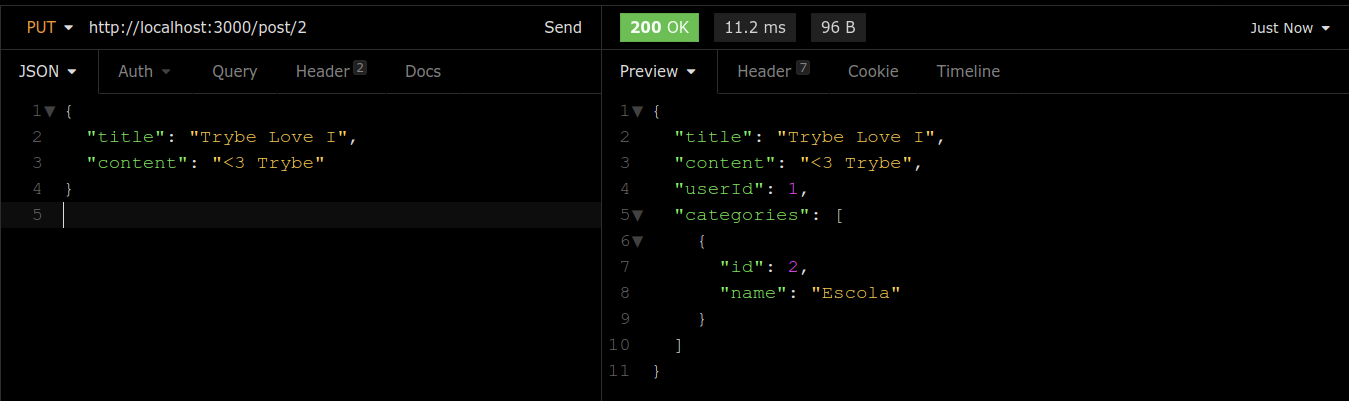 PUT http://localhost:3000/post/2 Send
JSON Auth Query Header 2 Docs
1 {
2 "title": "Trybe Love I",
3 "content": "<3 Trybe"
4 }
5
200 OK 11.2 ms 96 B Just Now
Preview Header 7 Cookie Timeline
1 {
2 "title": "Trybe Love I",
3 "content": "<3 Trybe",
4 "userId": 1,
5 "categories": [
6 {
7 "id": 2,
8 "name": "Escola"
9 }
10 ]
11 }